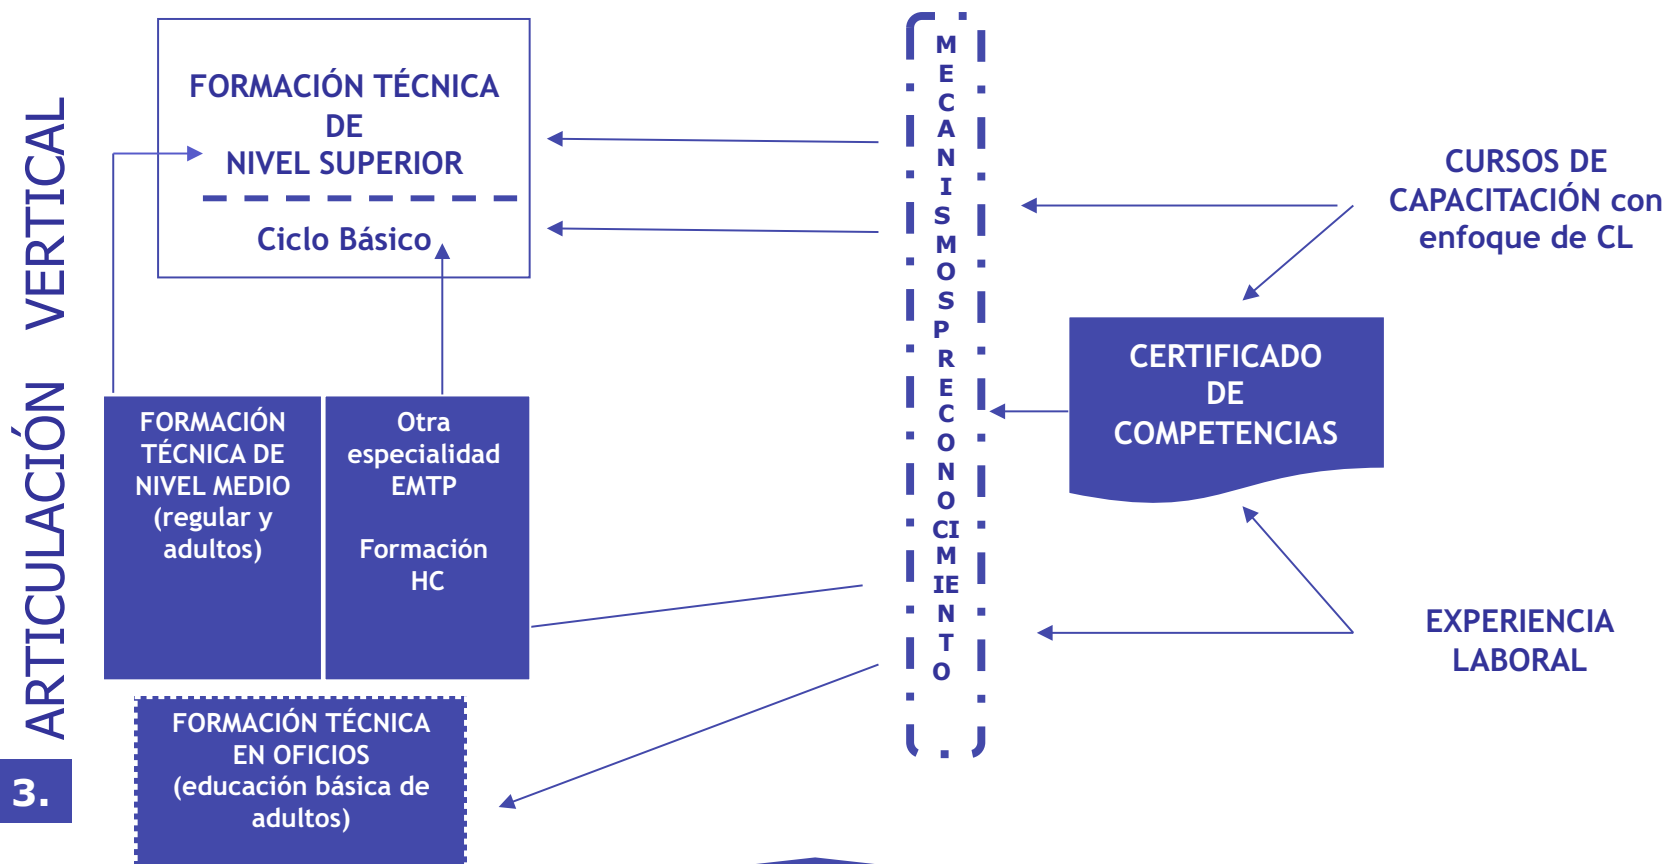 ARTICULACIÓN VERTICAL
3.
FORMACIÓN TÉCNICA
DE
NIVEL SUPERIOR
Ciclo Básico
FORMACIÓN
TÉCNICA DE
NIVEL MEDIO
(regular y
adultos)
Otra
especialidad
EMTP
Formación
HC
FORMACIÓN TÉCNICA
EN OFICIOS
(educación básica de
adultos)
M
E
C
A
N
I
S
M
O
S
P
R
E
C
O
N
O
CI
M
IE
N
T
O
CURSOS DE
CAPACITACIÓN con
enfoque de CL
CERTIFICADO
DE
COMPETENCIAS
EXPERIENCIA
LABORAL